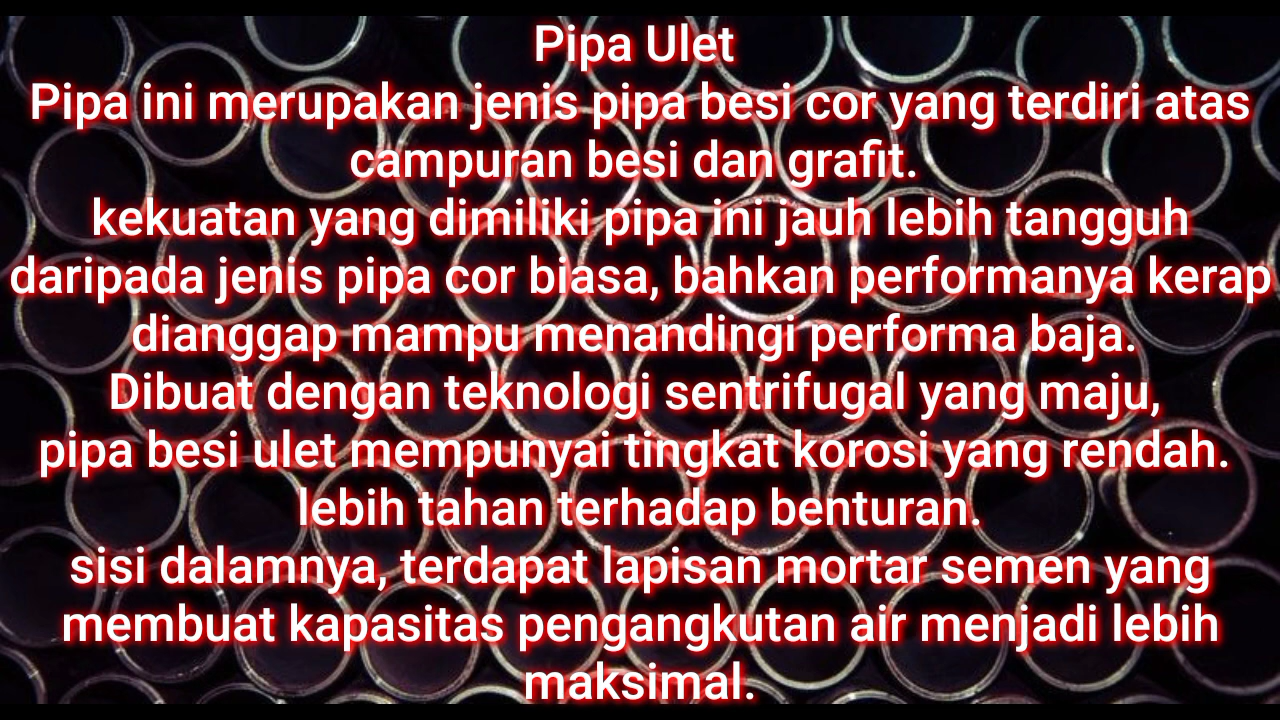 Pipa Ulet
Pipa ini merupakan jenis pipa besi cor yang terdiri atas
campuran besi dan grafit.
kekuatan yang dimiliki pipa ini jauh lebih tangguh
daripada jenis pipa cor biasa, bahkan performanya kerap
dianggap mampu menandingi performa baja.
Dibuat dengan teknologi sentrifugal yang maju,
pipa besi ulet mempunyai tingkat korosi yang rendah.
lebih tahan terhadap benturan.
sisi dalamnya, terdapat lapisan mortar semen yang
membuat kapasitas pengangkutan air menjadi lebih
maksimal.